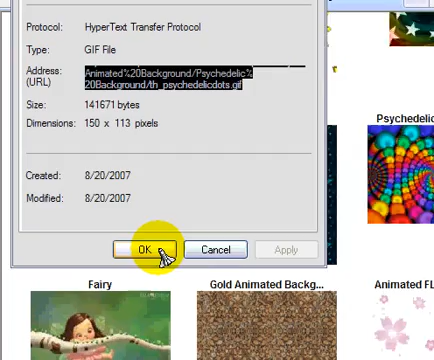 Protocol: HyperText Transfer Protocol
Type: GIF File
Address: Animated%20Background/Psychedelic%
(URL) 20Background/th_psychedelicdots.gif
Size: 141671 bytes
Dimensions: 150 x 113 pixels
Psychedelic
Created: 8/20/2007
Modified: 8/20/2007
OK Cancel Apply
Fairy Gold Animated Backg... Animated FL